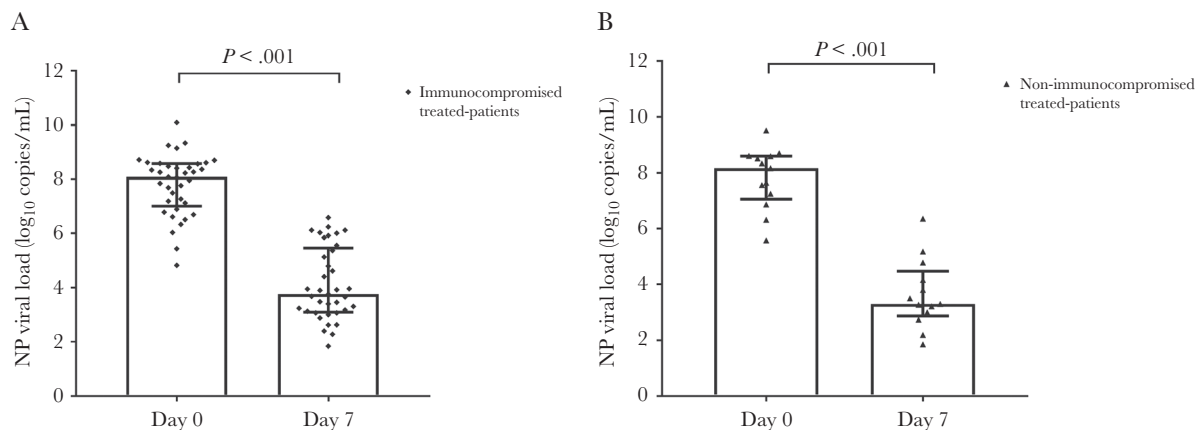 A
P < .001
NP viral load (log₁₀ copies/mL)
12
10
8
6
4
2
0
Day 0
Day 7
Immunocompromised
treated-patients
B
P < .001
NP viral load (log₁₀ copies/mL)
12
10
8
6
4
2
0
Day 0
Day 7
Non-immunocompromised
treated-patients